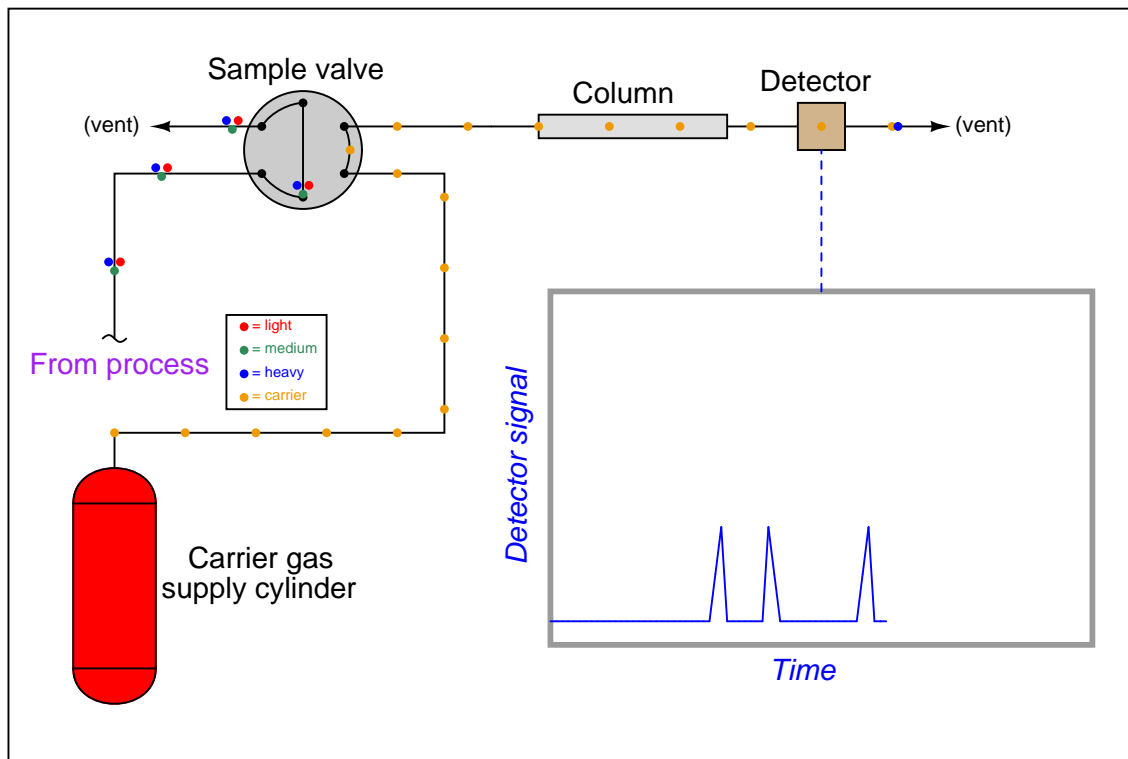 Sample valve
Column
Detector
(vent)
(vent)
= light
= medium
= heavy
= carrier
From process
Detector signal
Carrier gas
supply cylinder
Time